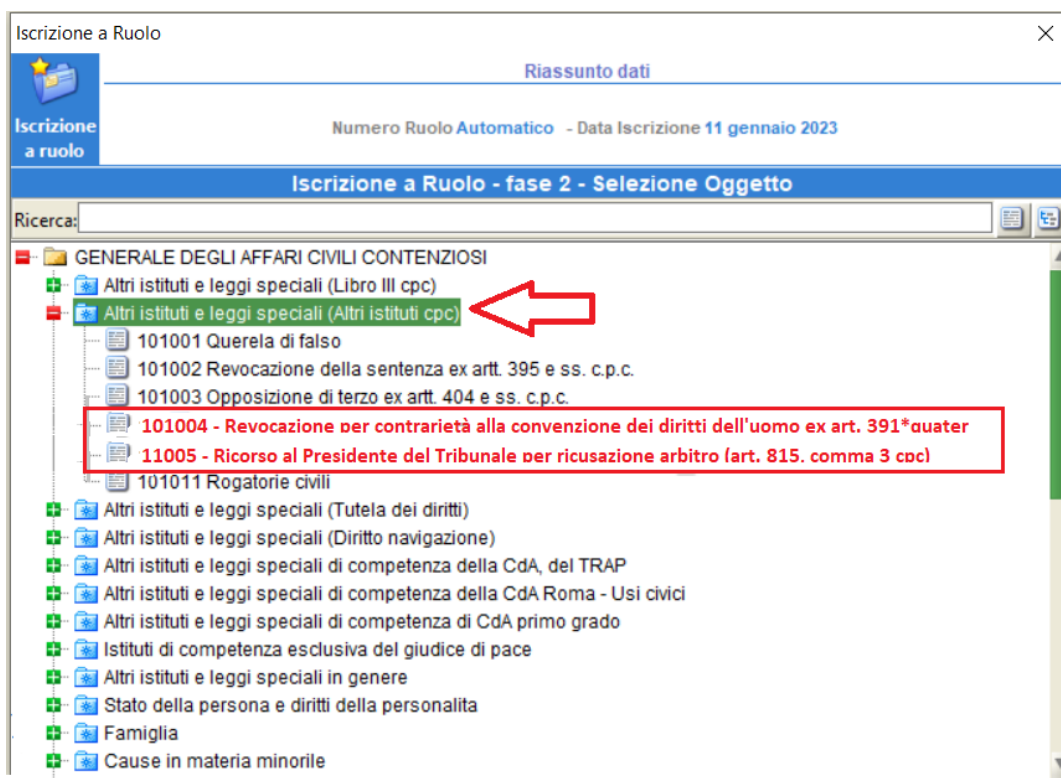 Iscrizione a Ruolo
Riassunto dati
Iscrizione
a ruolo
Numero Ruolo Automatico - Data Iscrizione 11 gennaio 2023
Iscrizione a Ruolo - fase 2 - Selezione Oggetto
Ricerca:
GENERALE DEGLI AFFARI CIVILI CONTENZIOSI
Altri istituti e leggi speciali (Libro III cpc)
Altri istituti e leggi speciali (Altri istituti cpc)
101001 Querela di falso
101002 Revocazione della sentenza ex artt. 395 e ss. c.p.c.
101003 Opposizione di terzo ex artt. 404 e ss. c.p.c.
101004 - Revocazione per contrarietà alla convenzione dei diritti dell'uomo ex art. 391*quater
11005 - Ricorso al Presidente del Tribunale per ricusazione arbitro (art. 815, comma 3 cpc)
101011 Rogatorie civili
Altri istituti e leggi speciali (Tutela dei diritti)
Altri istituti e leggi speciali (Diritto navigazione)
Altri istituti e leggi speciali di competenza della CdA, del TRAP
Altri istituti e leggi speciali di competenza della CdA Roma - Usi civici
Altri istituti e leggi speciali di competenza di CdA primo grado
Istituti di competenza esclusiva del giudice di pace
Altri istituti e leggi speciali in genere
Stato della persona e diritti della personalita
Famiglia
Cause in materia minorile